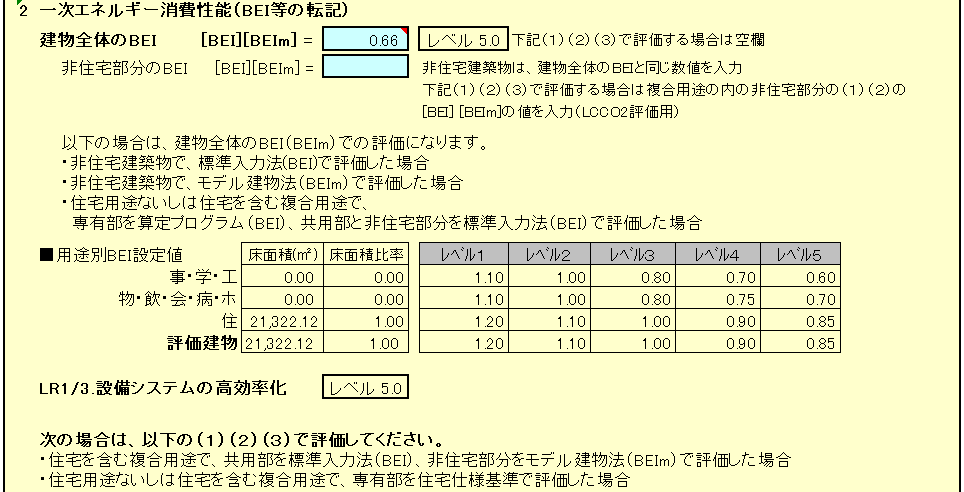 2 一次エネルギー消費性能(BEI等の転記)
建物全体のBEI [BEI][BEIm] = 0.66 レベル 5.0 下記(1)(2)(3)で評価する場合は空欄
非住宅部分のBEI [BEI][BEIm] = 非住宅建築物は、建物全体のBEIと同じ数値を入力
下記(1)(2)(3)で評価する場合は複合用途の内の非住宅部分の(1)(2)の
[BEI] [BEIm]の値を入力(LCCO2評価用)
以下の場合は、建物全体のBEI(BEIm)での評価になります。
・非住宅建築物で、標準入力法(BEI)で評価した場合
・非住宅建築物で、モデル建物法(BEIm)で評価した場合
・住宅用途ないしは住宅を含む複合用途で、
専有部を算定プログラム(BEI)、共用部と非住宅部分を標準入力法(BEI)で評価した場合
■用途別BEI設定値 床面積(㎡) 床面積比率 レベル1 レベル2 レベル3 レベル4 レベル5
事・学・工 0.00 0.00 1.10 1.00 0.80 0.70 0.60
物・飲・会・病・ホ 0.00 0.00 1.10 1.00 0.80 0.75 0.70
住 21,322.12 1.00 1.20 1.10 1.00 0.90 0.85
評価建物 21,322.12 1.00 1.20 1.10 1.00 0.90 0.85
LR1/3.設備システムの高効率化 レベル 5.0
次の場合は、以下の(1)(2)(3)で評価してください。
・住宅を含む複合用途で、共用部を標準入力法(BEI)、非住宅部分をモデル建物法(BEIm)で評価した場合
・住宅用途ないしは住宅を含む複合用途で、専有部を住宅仕様基準で評価した場合